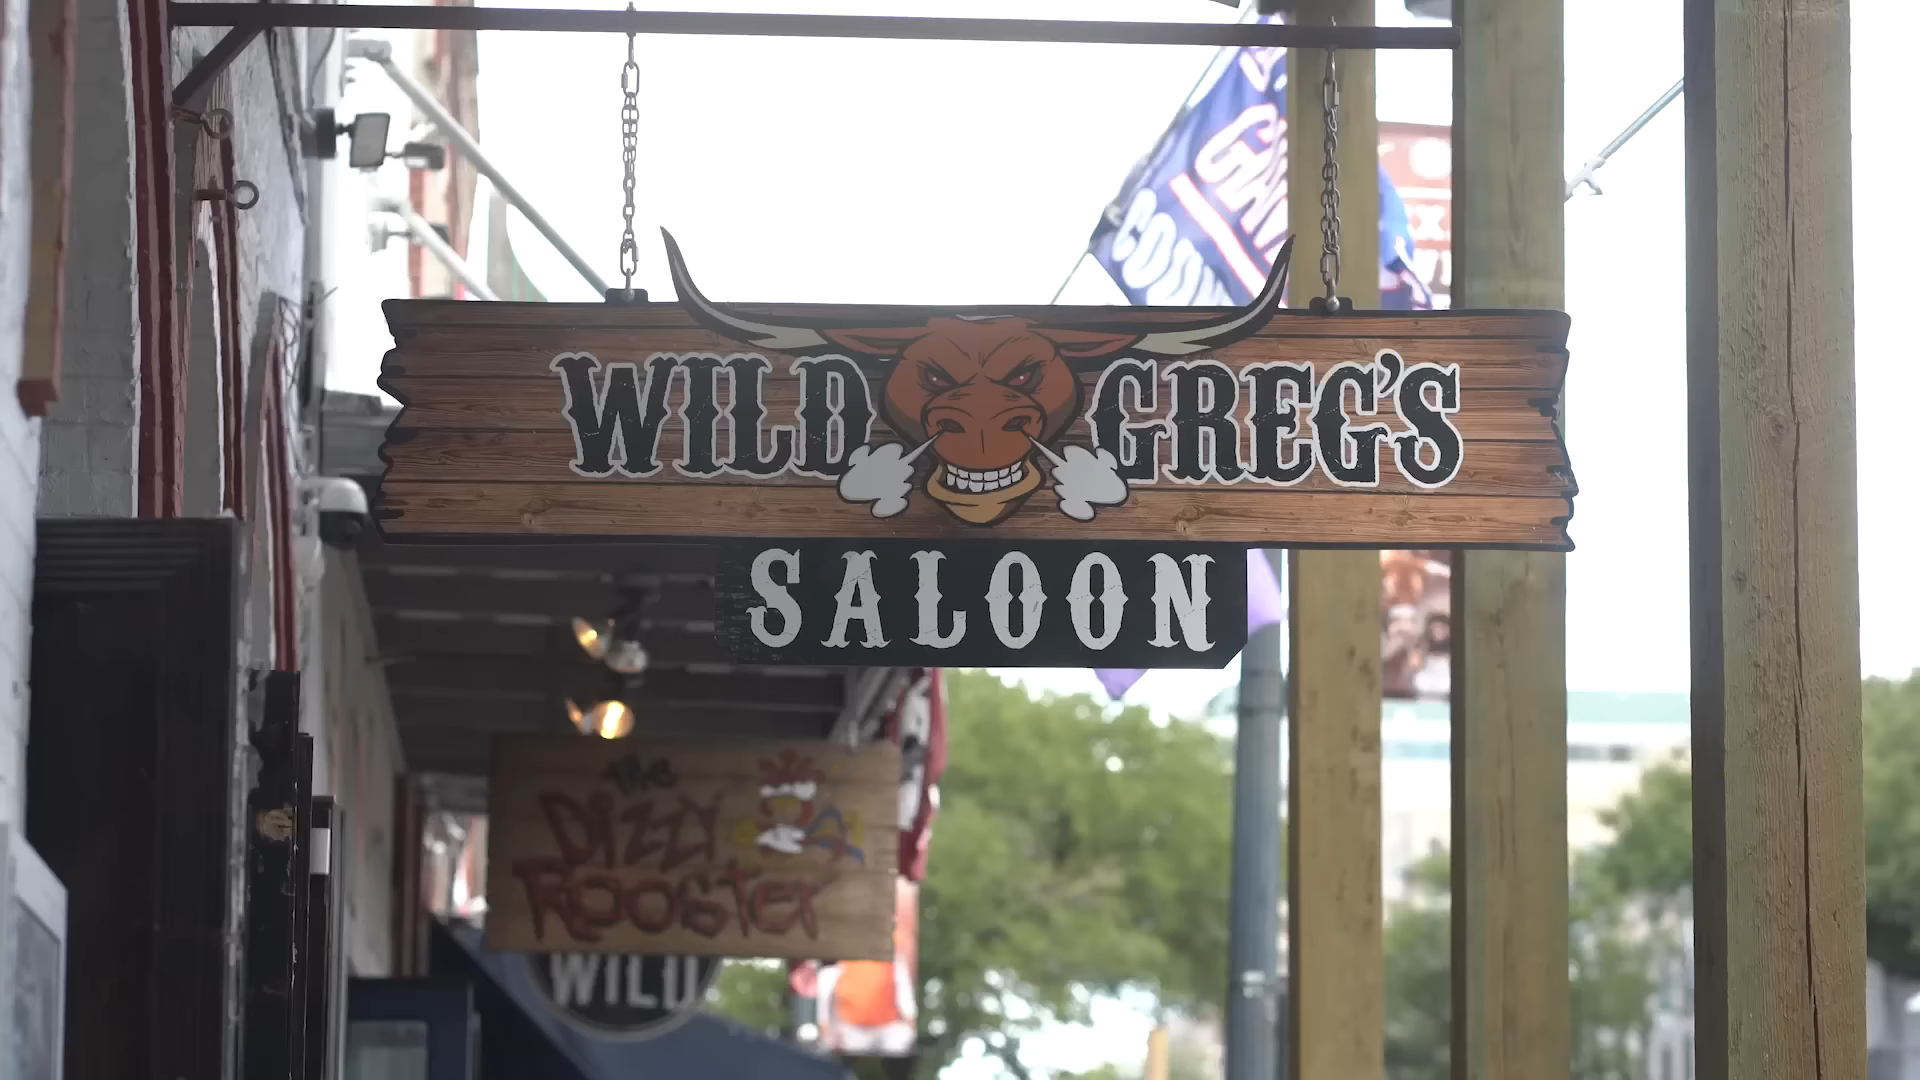 WILD GREG'S
SALOON
The
Dizzy
Rooster
WILD